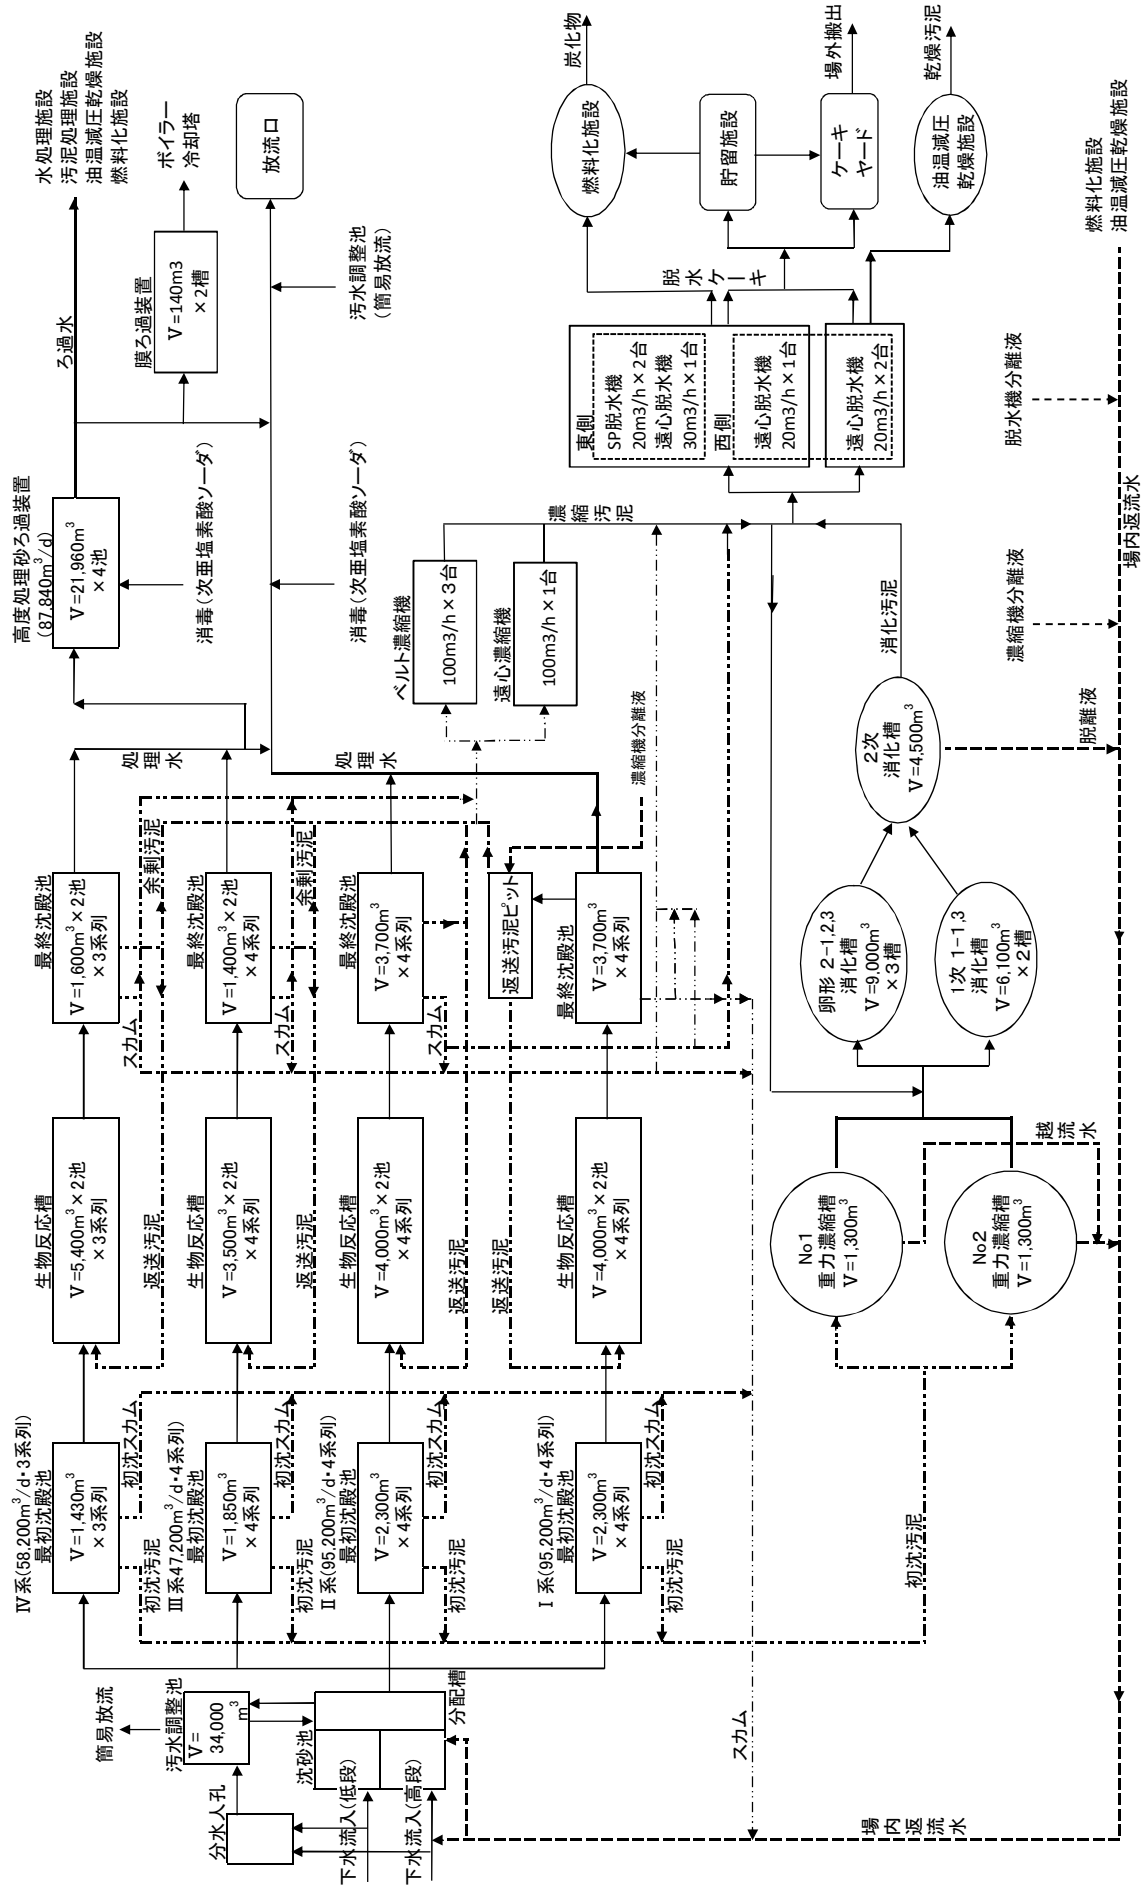 下水流入(低段)
下水流入(高段)
分水人孔
簡易放流
汚水調整池
V=
34,000
m³
沈砂池
分配槽
場内返流水
スカム
Ⅳ系(58,200m³/d・3系列)
最初沈殿池
V=1,430m³
×3系列
初沈汚泥
初沈スカム
生物反応槽
V=5,400m³×2池
×3系列
返送汚泥
最終沈殿池
V=1,600m³×2池
×3系列
スカム
余剰汚泥
処理水
Ⅲ系47,200m³/d・4系列)
最初沈殿池
V=1,850m³
×4系列
初沈汚泥
初沈スカム
生物反応槽
V=3,500m³×2池
×4系列
返送汚泥
最終沈殿池
V=1,400m³×2池
×4系列
スカム
余剰汚泥
Ⅱ系(95,200m³/d・4系列)
最初沈殿池
V=2,300m³
×4系列
初沈汚泥
初沈スカム
生物反応槽
V=4,000m³×2池
×4系列
返送汚泥
最終沈殿池
V=3,700m³
×4系列
スカム
処理水
返送汚泥ピット
返送汚泥
Ⅰ系(95,200m³/d・4系列)
最初沈殿池
V=2,300m³
×4系列
初沈汚泥
初沈スカム
生物反応槽
V=4,000m³×2池
×4系列
最終沈殿池
V=3,700m³
×4系列
濃縮機分離液
高度処理砂ろ過装置
(87,840m³/d)
V=21,960m³
×4池
消毒(次亜塩素酸ソーダ)
消毒(次亜塩素酸ソーダ)
ろ過水
膜ろ過装置
V=140m3
×2槽
ボイラー
冷却塔
水処理施設
汚泥処理施設
油温減圧乾燥施設
燃料化施設
汚水調整池
(簡易放流)
放流口
ベルト濃縮機
100m3/h×3台
遠心濃縮機
100m3/h×1台
濃縮汚泥
初沈汚泥
No1
重力濃縮槽
V=1,300m³
No2
重力濃縮槽
V=1,300m³
越流水
卵形 2-1,2,3
消化槽
V=9,000m³
×3槽
1次 1-1,3
消化槽
V=6,100m³
×2槽
2次
消化槽
V=4,500m³
消化汚泥
脱離液
東側
SP脱水機
20m3/h×2台
遠心脱水機
30m3/h×1台
西側
遠心脱水機
20m3/h×1台
遠心脱水機
20m3/h×2台
脱水ケーキ
燃料化施設
炭化物
貯留施設
ケーキ
ヤード
場外搬出
油温減圧
乾燥施設
乾燥汚泥
濃縮機分離液
脱水機分離液
場内返流水
燃料化施設
油温減圧乾燥施設